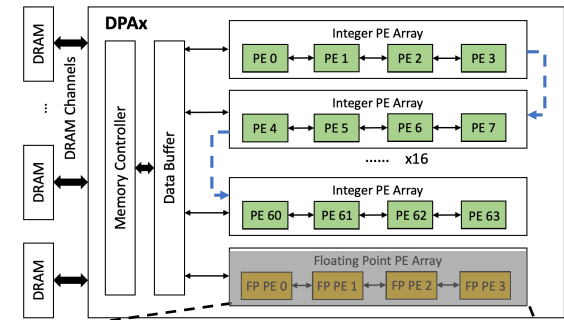 DPAx
DRAM
...
DRAM
DRAM
DRAM Channels
Memory Controller
Data Buffer
Integer PE Array
PE 0 PE 1 PE 2 PE 3
Integer PE Array
PE 4 PE 5 PE 6 PE 7
...... x16
Integer PE Array
PE 60 PE 61 PE 62 PE 63
Floating Point PE Array
FP PE 0 FP PE 1 FP PE 2 FP PE 3